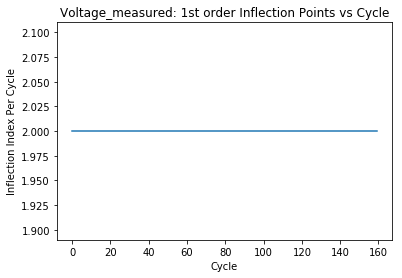 Voltage_measured: 1st order Inflection Points vs Cycle
Inflection Index Per Cycle
2.100
2.075
2.050
2.025
2.000
1.975
1.950
1.925
1.900
0 20 40 60 80 100 120 140 160
Cycle